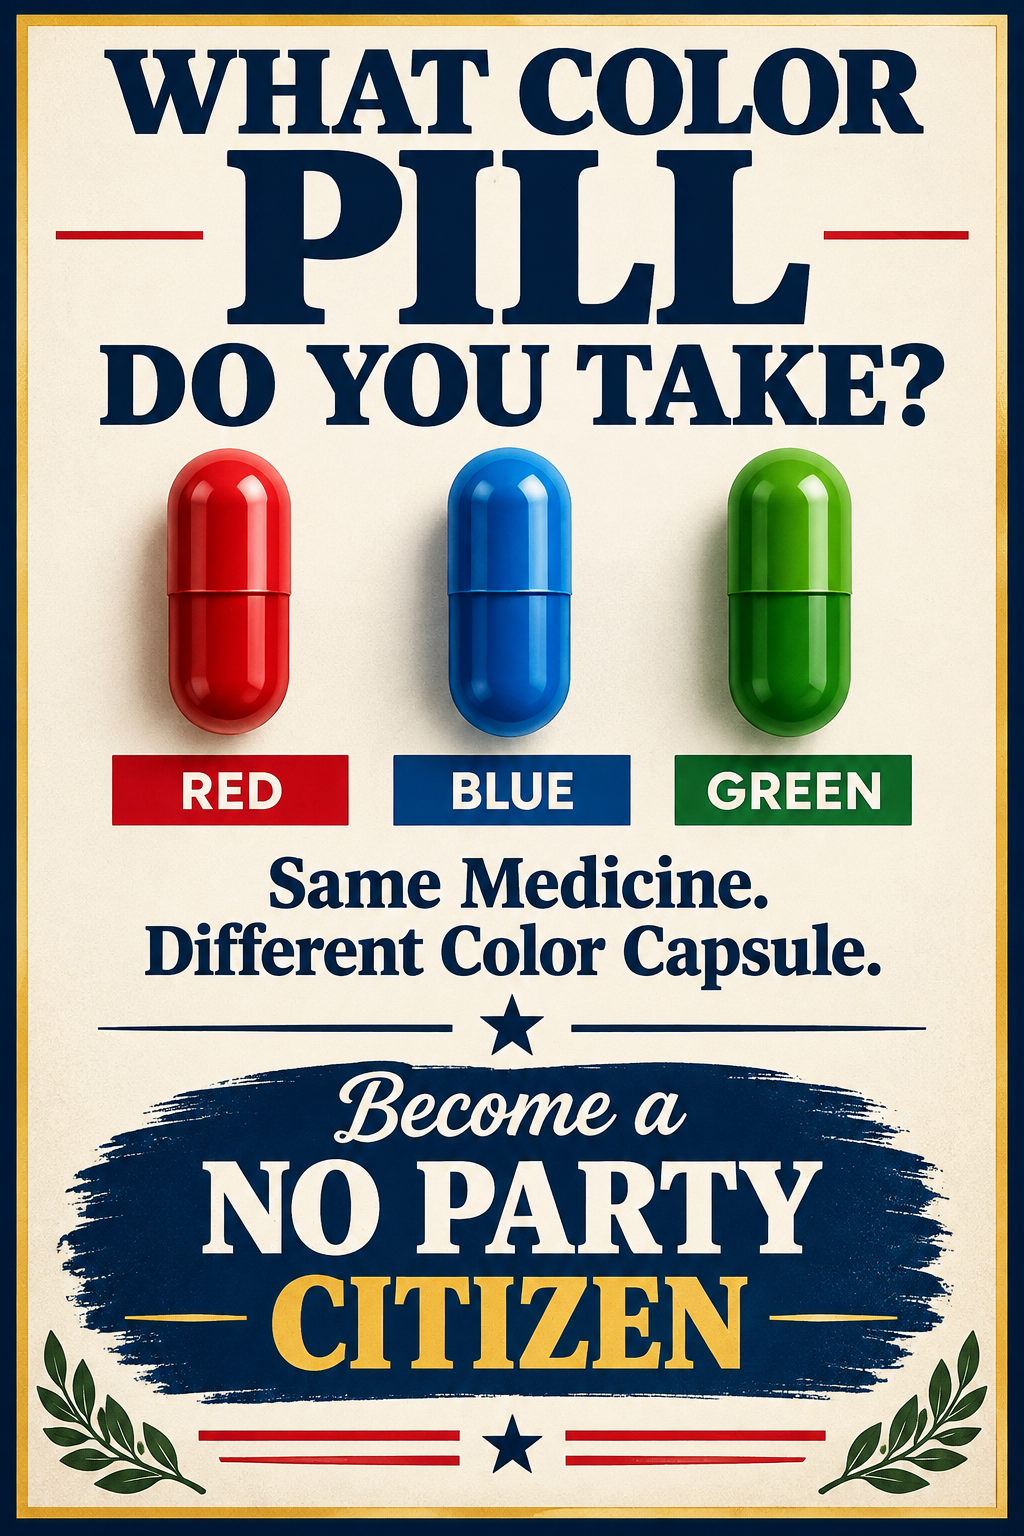 WHAT COLOR
PILL
DO YOU TAKE?
RED
BLUE
GREEN
Same Medicine.
Different Color Capsule.
Become a
NO PARTY
CITIZEN